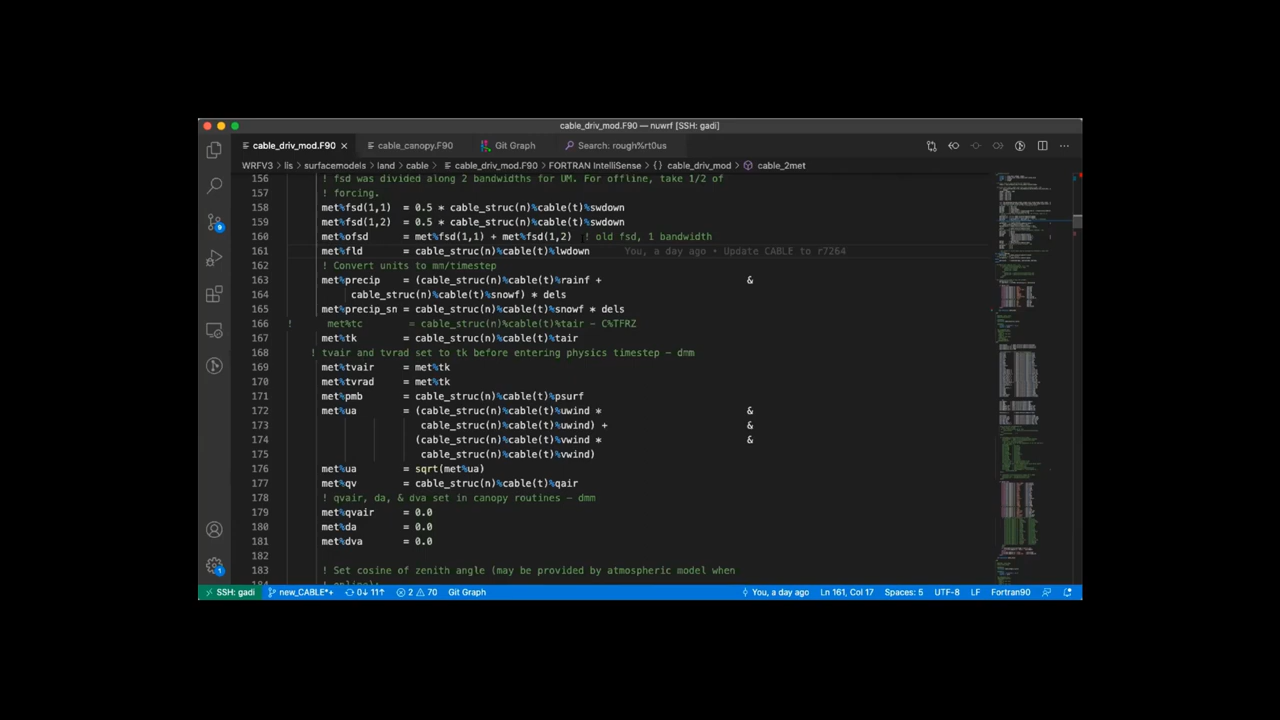 cable_driv_mod.F90 — nuwrf [SSH: gadi]
cable_driv_mod.F90 cable_canopy.F90 Git Graph Search: rough%rt0us
WRFV3 > lis > surfacemodels > land > cable > cable_driv_mod.F90 > FORTRAN IntelliSense > {} cable_driv_mod > cable_2met
156 ! fsd was divided along 2 bandwidths for UM. For offline, take 1/2 of
157 ! forcing.
158 met%fsd(1,1) = 0.5 * cable_struc(n)%cable(t)%swdown
159 met%fsd(1,2) = 0.5 * cable_struc(n)%cable(t)%swdown
160 met%ofsd = met%fsd(1,1) + met%fsd(1,2) ! old fsd, 1 bandwidth
161 met%fld = cable_struc(n)%cable(t)%lwdown You, a day ago • Update CABLE to r7264
162 ! Convert units to mm/timestep
163 met%precip = (cable_struc(n)%cable(t)%rainf + &
164 cable_struc(n)%cable(t)%snowf) * dels
165 met%precip_sn = cable_struc(n)%cable(t)%snowf * dels
166 ! met%tc = cable_struc(n)%cable(t)%tair - C%TFRZ
167 met%tk = cable_struc(n)%cable(t)%tair
168 ! tvair and tvrad set to tk before entering physics timestep - dmm
169 met%tvair = met%tk
170 met%tvrad = met%tk
171 met%pmb = cable_struc(n)%cable(t)%psurf
172 met%ua = (cable_struc(n)%cable(t)%uwind * &
173 cable_struc(n)%cable(t)%uwind) + &
174 (cable_struc(n)%cable(t)%vwind * &
175 cable_struc(n)%cable(t)%vwind)
176 met%ua = sqrt(met%ua)
177 met%qv = cable_struc(n)%cable(t)%qair
178 ! qvair, da, & dva set in canopy routines - dmm
179 met%qvair = 0.0
180 met%da = 0.0
181 met%dva = 0.0
182
183 ! Set cosine of zenith angle (may be provided by atmospheric model when
SSH: gadi new_CABLE*+ 0↓ 11↑ 2 70 Git Graph You, a day ago Ln 161, Col 17 Spaces: 5 UTF-8 LF Fortran90